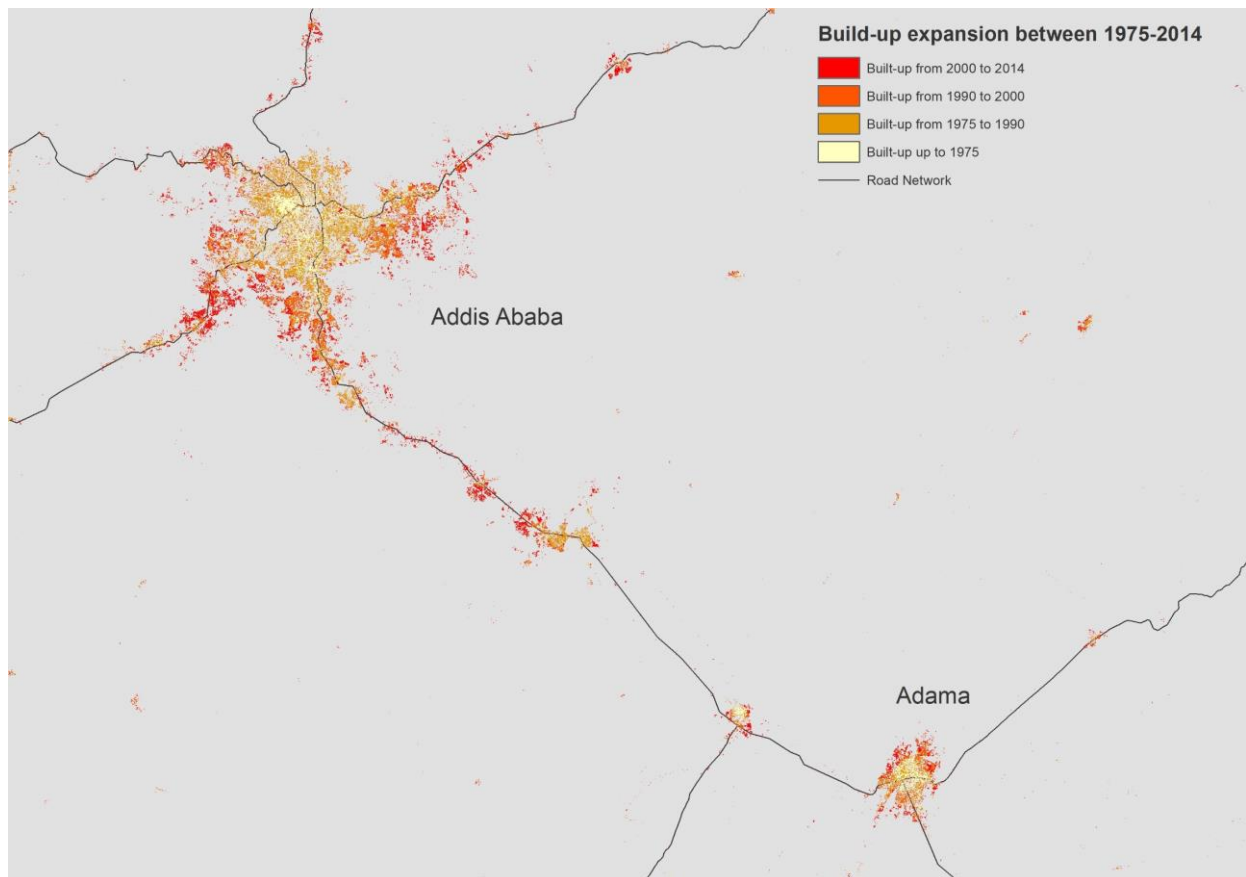 Build-up expansion between 1975-2014
Built-up from 2000 to 2014
Built-up from 1990 to 2000
Built-up from 1975 to 1990
Built-up up to 1975
Road Network
Addis Ababa
Adama